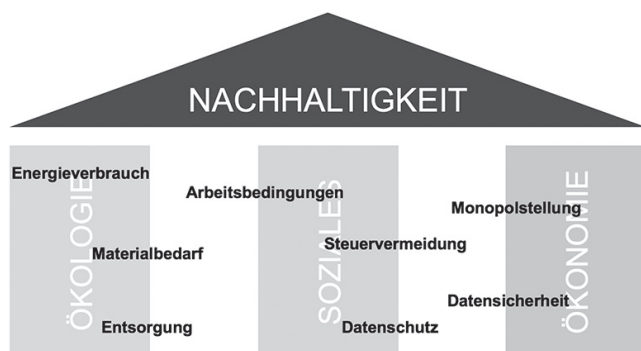 NACHHALTIGKEIT
ÖKOLOGIE
Energieverbrauch
Materialbedarf
Entsorgung
SOZIALES
Arbeitsbedingungen
Steuervermeidung
Datenschutz
ÖKONOMIE
Monopolstellung
Datensicherheit